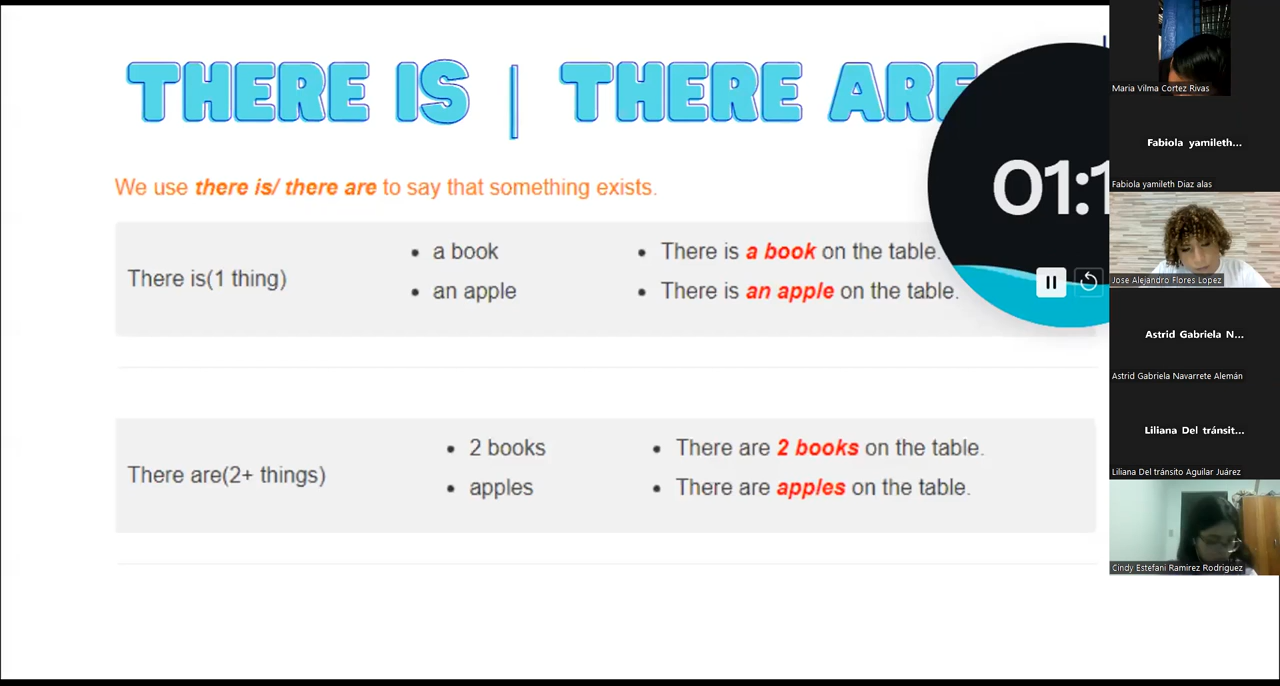 THERE IS | THERE ARE
We use there is/ there are to say that something exists.
There is(1 thing)
• a book
• an apple
• There is a book on the table.
• There is an apple on the table.
There are(2+ things)
• 2 books
• apples
• There are 2 books on the table.
• There are apples on the table.
01:1
Maria Vilma Cortez Rivas
Fabiola yamileth...
Fabiola yamileth Diaz alas
Jose Alejandro Flores Lopez
Astrid Gabriela N...
Astrid Gabriela Navarrete Alemán
Liliana Del tránsit...
Liliana Del tránsito Aguilar Juárez
Cindy Estefani Ramirez Rodriguez